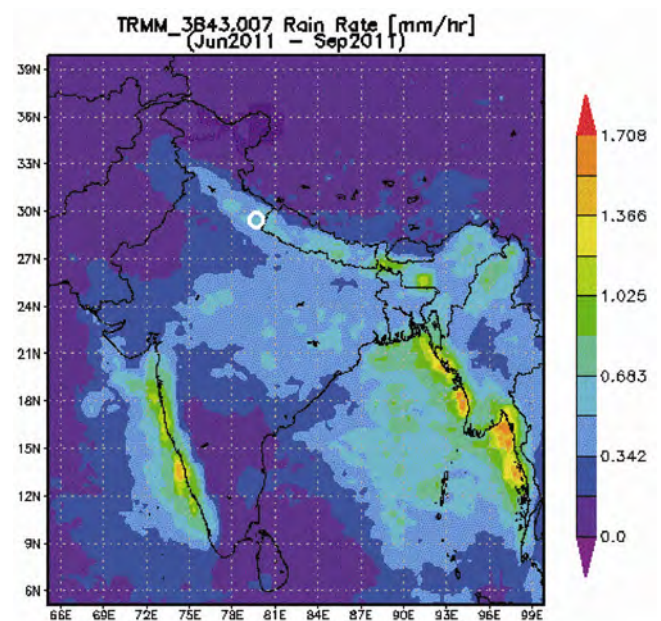 TRMM_3B43.007 Rain Rate [mm/hr]
(Jun2011 – Sep2011)
39N
36N
33N
30N
27N
24N
21N
18N
15N
12N
9N
6N
66E 69E 72E 75E 78E 81E 84E 87E 90E 93E 96E 99E
1.708
1.366
1.025
0.683
0.342
0.0